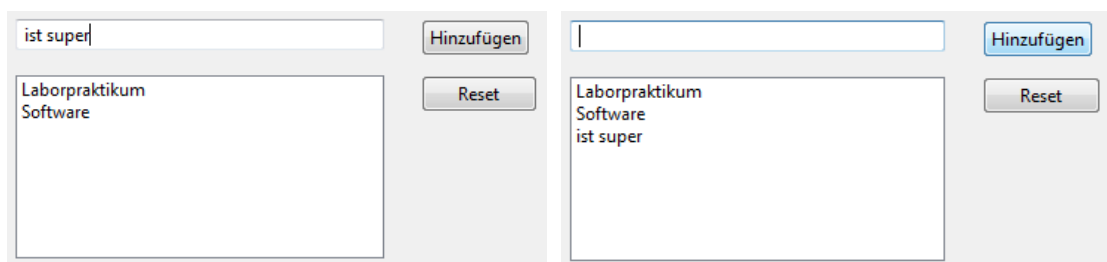 ist super
Hinzufügen
Laborpraktikum
Software
Reset
Hinzufügen
Laborpraktikum
Software
ist super
Reset